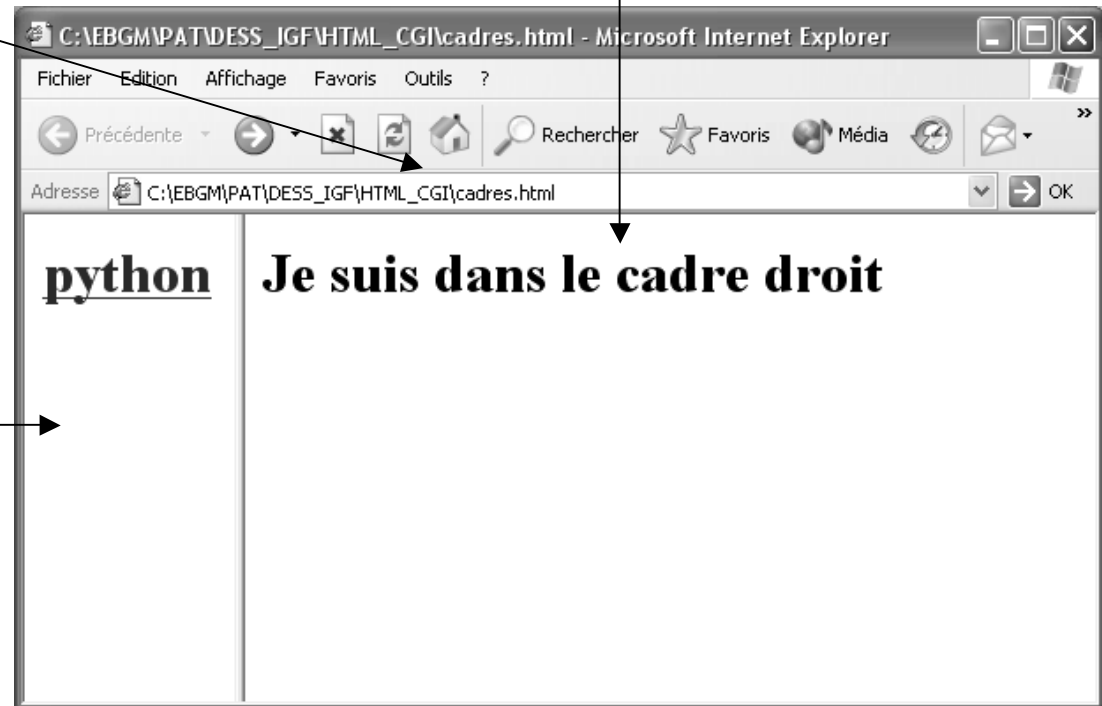 C:\EBGM\PAT\DESS_IGF\HTML_CGI\cadres.html - Microsoft Internet Explorer
Fichier Edition Affichage Favoris Outils ?
Précédente Rechercher Favoris Média »
Adresse C:\EBGM\PAT\DESS_IGF\HTML_CGI\cadres.html OK
python Je suis dans le cadre droit